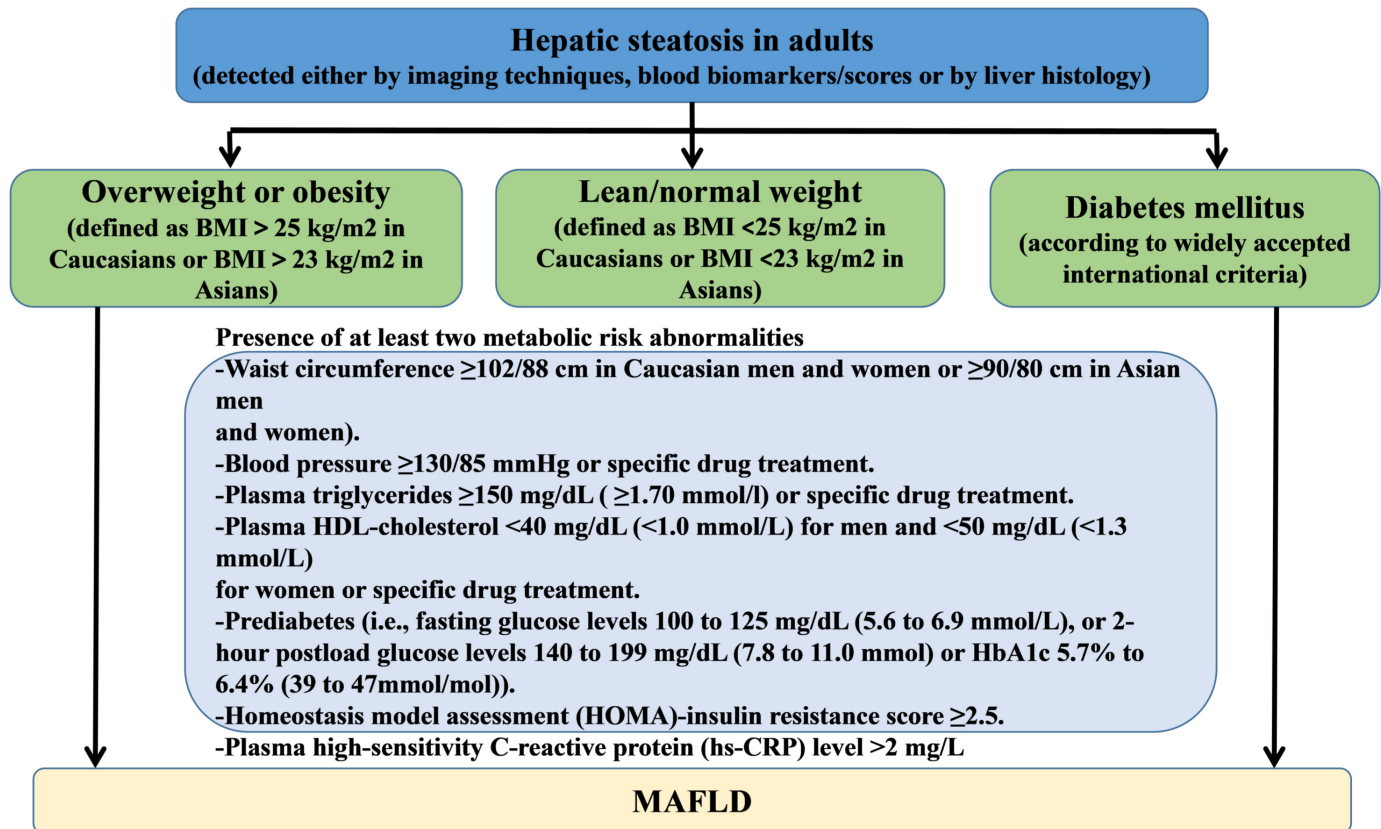 Hepatic steatosis in adults
(detected either by imaging techniques, blood biomarkers/scores or by liver histology)
Overweight or obesity
(defined as BMI > 25 kg/m2 in
Caucasians or BMI > 23 kg/m2 in
Asians)
Lean/normal weight
(defined as BMI <25 kg/m2 in
Caucasians or BMI <23 kg/m2 in
Asians)
Diabetes mellitus
(according to widely accepted
international criteria)
Presence of at least two metabolic risk abnormalities
-Waist circumference ≥102/88 cm in Caucasian men and women or ≥90/80 cm in Asian
men
and women).
-Blood pressure ≥130/85 mmHg or specific drug treatment.
-Plasma triglycerides ≥150 mg/dL ( ≥1.70 mmol/l) or specific drug treatment.
-Plasma HDL-cholesterol <40 mg/dL (<1.0 mmol/L) for men and <50 mg/dL (<1.3
mmol/L)
for women or specific drug treatment.
-Prediabetes (i.e., fasting glucose levels 100 to 125 mg/dL (5.6 to 6.9 mmol/L), or 2-
hour postload glucose levels 140 to 199 mg/dL (7.8 to 11.0 mmol) or HbA1c 5.7% to
6.4% (39 to 47mmol/mol)).
-Homeostasis model assessment (HOMA)-insulin resistance score ≥2.5.
-Plasma high-sensitivity C-reactive protein (hs-CRP) level >2 mg/L
MAFLD